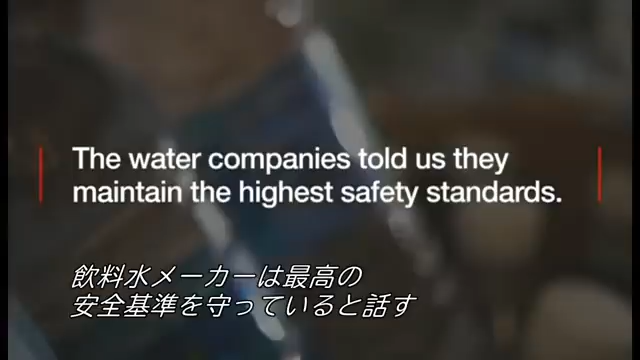 The water companies told us they
maintain the highest safety standards.
飲料水メーカーは最高の
安全基準を守っていると話す